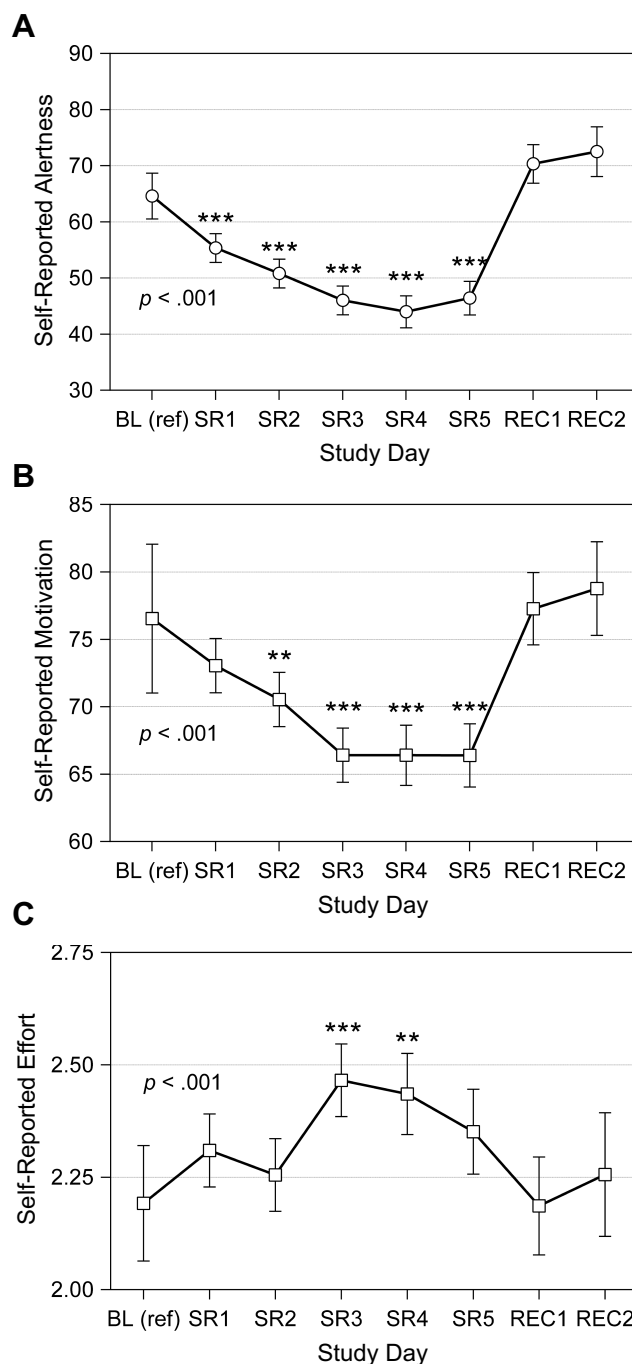 A
90
80
70
60
50
40
30
Self-Reported Alertness
***
***
***
***
***
p < .001
BL (ref) SR1 SR2 SR3 SR4 SR5 REC1 REC2
Study Day
B
85
80
75
70
65
60
Self-Reported Motivation
**
***
***
***
p < .001
BL (ref) SR1 SR2 SR3 SR4 SR5 REC1 REC2
Study Day
C
2.75
2.50
2.25
2.00
Self-Reported Effort
***
**
p < .001
BL (ref) SR1 SR2 SR3 SR4 SR5 REC1 REC2
Study Day